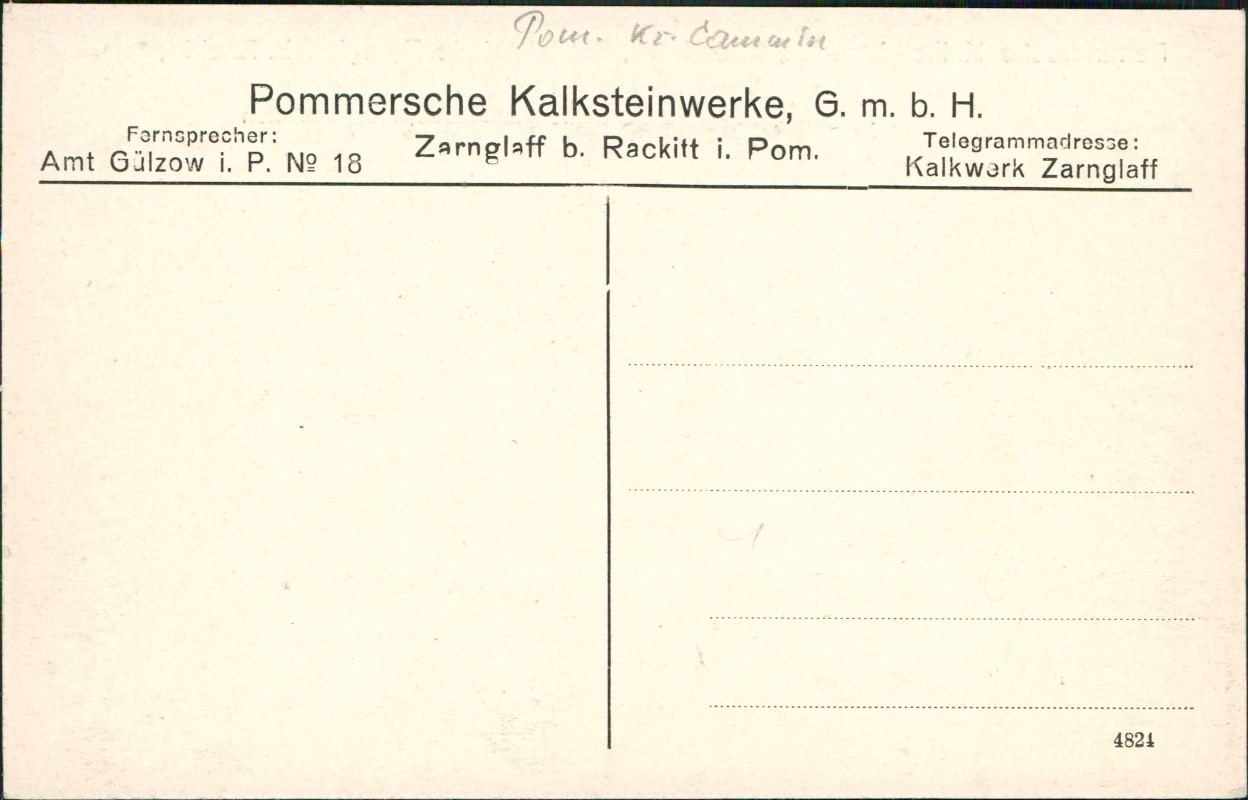 Pom. Kr. Cammin
Pommersche Kalksteinwerke, G. m. b. H.
Fernsprecher:
Amt Gülzow i. P. Nº 18
Zarnglaff b. Rackitt i. Pom.
Telegrammadresse:
Kalkwerk Zarnglaff
4824